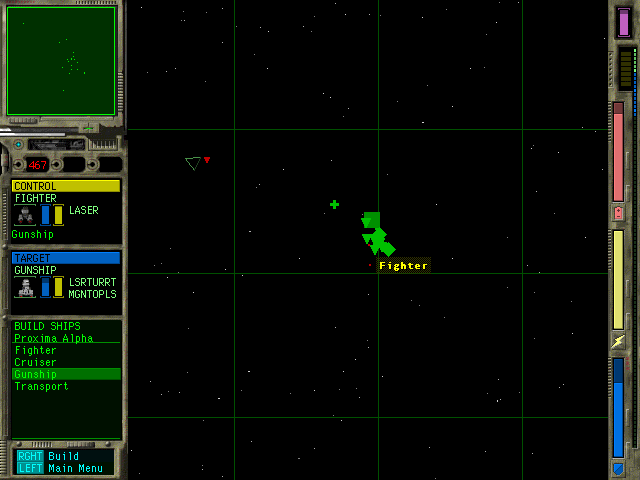 467
CONTROL
FIGHTER
LASER
Gunship
TARGET
GUNSHIP
LSRTURRT
MGNTOPLS
BUILD SHIPS
Proxima Alpha
Fighter
Cruiser
Gunship
Transport
RGHT Build
LEFT Main Menu
Fighter